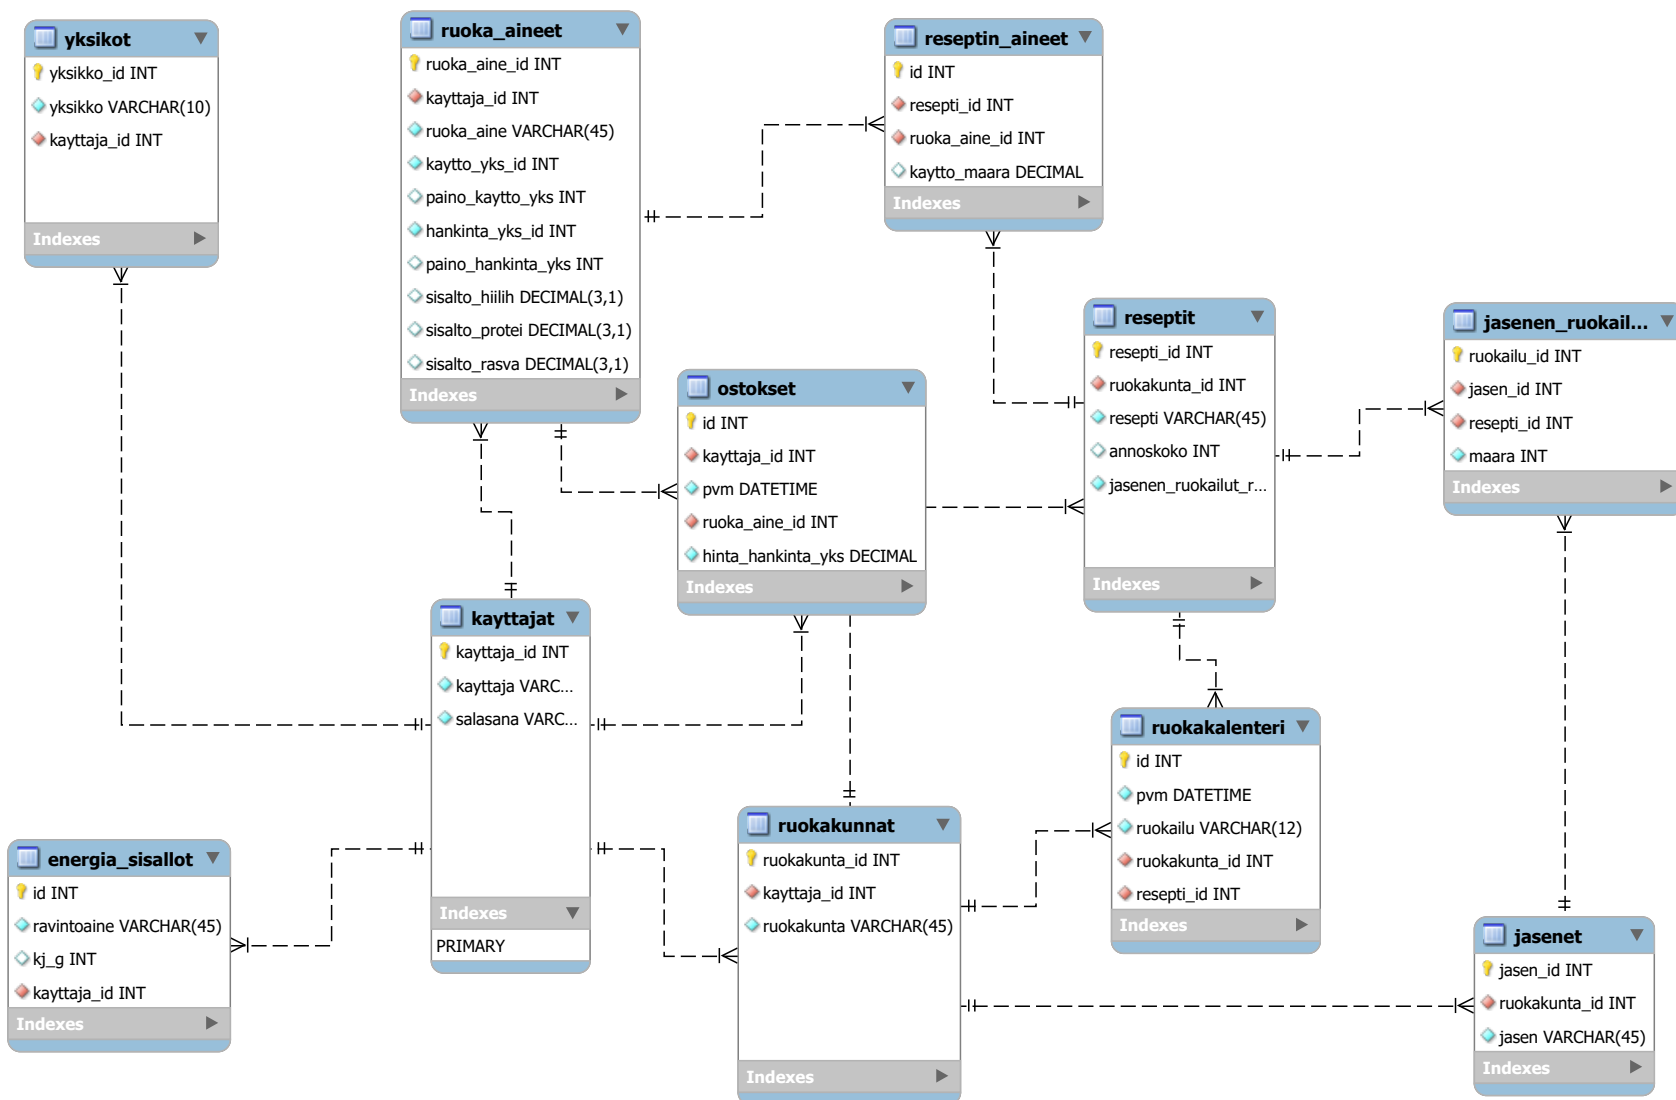 yksikot
yksikko_id INT
yksikko VARCHAR(10)
kayttaja_id INT
Indexes
ruoka_aineet
ruoka_aine_id INT
kayttaja_id INT
ruoka_aine VARCHAR(45)
kaytto_yks_id INT
paino_kaytto_yks INT
hankinta_yks_id INT
paino_hankinta_yks INT
sisalto_hiilih DECIMAL(3,1)
sisalto_protei DECIMAL(3,1)
sisalto_rasva DECIMAL(3,1)
Indexes
reseptin_aineet
id INT
resepti_id INT
ruoka_aine_id INT
kaytto_maara DECIMAL
Indexes
reseptit
resepti_id INT
ruokakunta_id INT
resepti VARCHAR(45)
annoskoko INT
jasenen_ruokailut_r...
Indexes
jasenen_ruokail...
ruokailu_id INT
jasen_id INT
resepti_id INT
maara INT
Indexes
ostokset
id INT
kayttaja_id INT
pvm DATETIME
ruoka_aine_id INT
hinta_hankinta_yks DECIMAL
Indexes
kayttajat
kayttaja_id INT
kayttaja VARC...
salasana VARC...
Indexes
PRIMARY
ruokakalenteri
id INT
pvm DATETIME
ruokailu VARCHAR(12)
ruokakunta_id INT
resepti_id INT
Indexes
ruokakunnat
ruokakunta_id INT
kayttaja_id INT
ruokakunta VARCHAR(45)
Indexes
energia_sisallot
id INT
ravintoaine VARCHAR(45)
kj_g INT
kayttaja_id INT
Indexes
jasenet
jasen_id INT
ruokakunta_id INT
jasen VARCHAR(45)
Indexes